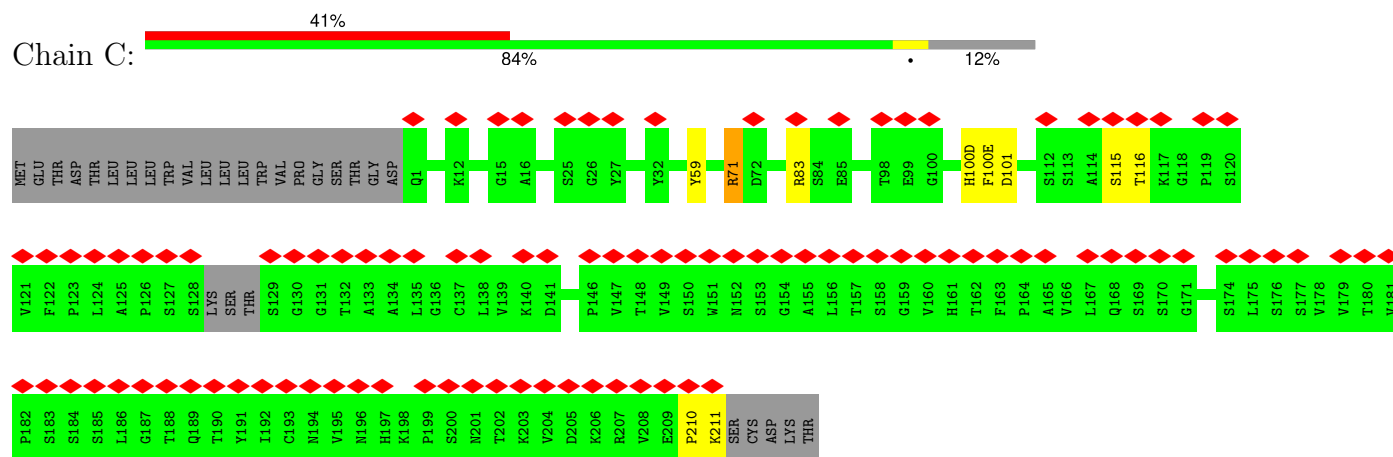 41%
Chain C:
84% • 12%
MET GLU THR ASP THR LEU LEU LEU TRP VAL LEU LEU LEU TRP VAL PRO GLY SER THR GLY ASP Q1 K12 G15 A16 S25 G26 Y27 Y32 Y59 R71 D72 R83 S84 E85 T98 E99 G100 H100D F100E D101 S112 S113 A114 S115 T116 K117 G118 P119 S120
V121 F122 P123 L124 A125 P126 S127 S128 LYS SER THR S129 G130 G131 T132 A133 A134 L135 G136 C137 L138 V139 K140 D141 P146 V147 T148 V149 S150 W151 N152 S153 G154 A155 L156 T157 S158 G159 V160 H161 T162 F163 P164 A165 V166 L167 Q168 S169 S170 G171 S174 L175 S176 S177 V178 V179 T180 V181
P182 S183 S184 S185 L186 G187 T188 Q189 T190 Y191 I192 C193 N194 V195 N196 H197 K198 P199 S200 N201 T202 K203 V204 D205 K206 R207 V208 E209 P210 K211 SER CYS ASP LYS THR